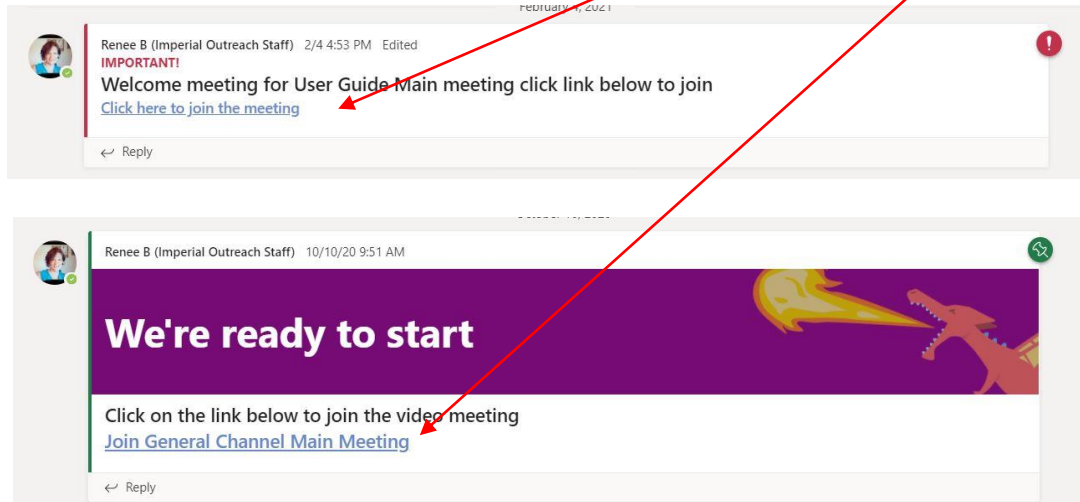 February 4, 2021
Renee B (Imperial Outreach Staff) 2/4 4:53 PM Edited
IMPORTANT!
Welcome meeting for User Guide Main meeting click link below to join
Click here to join the meeting
Reply
Renee B (Imperial Outreach Staff) 10/10/20 9:51 AM
We're ready to start
Click on the link below to join the video meeting
Join General Channel Main Meeting
Reply